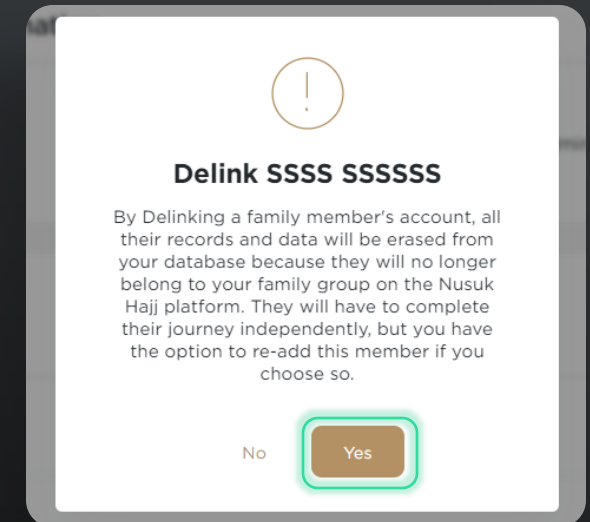 Delink SSSS SSSSSS
By Delinking a family member's account, all
their records and data will be erased from
your database because they will no longer
belong to your family group on the Nusuk
Hajj platform. They will have to complete
their journey independently, but you have
the option to re-add this member if you
choose so.
No
Yes